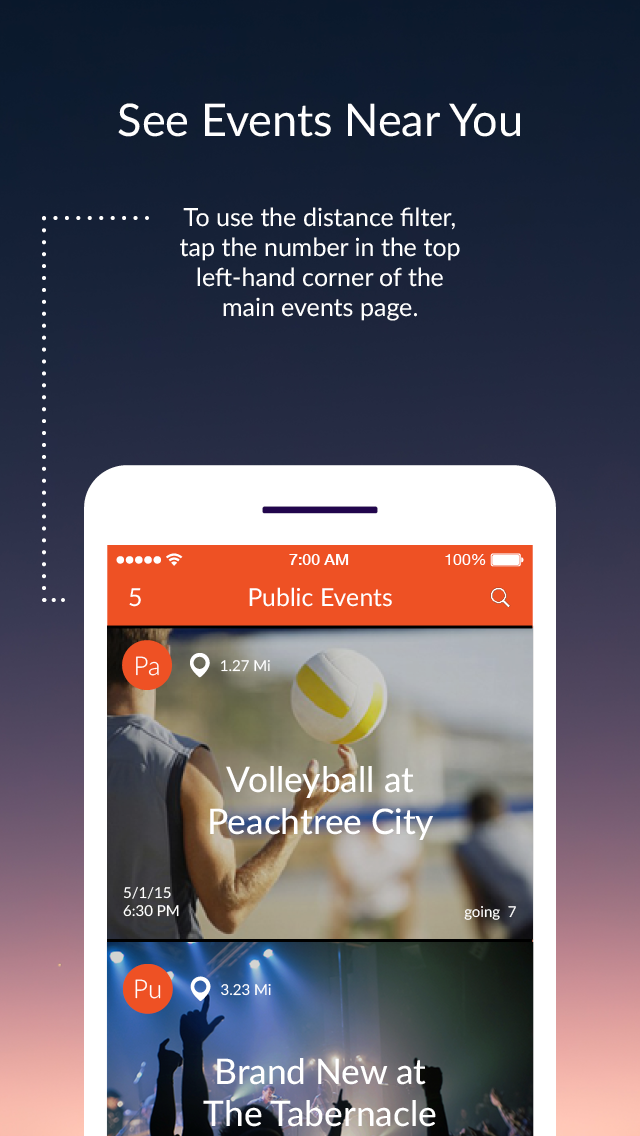 See Events Near You
To use the distance filter,
tap the number in the top
left-hand corner of the
main events page.
7:00 AM
100%
5
Public Events
Pa
1.27 Mi
Volleyball at
Peachtree City
5/1/15
6:30 PM
going 7
Pu
3.23 Mi
Brand New at
The Tabernacle